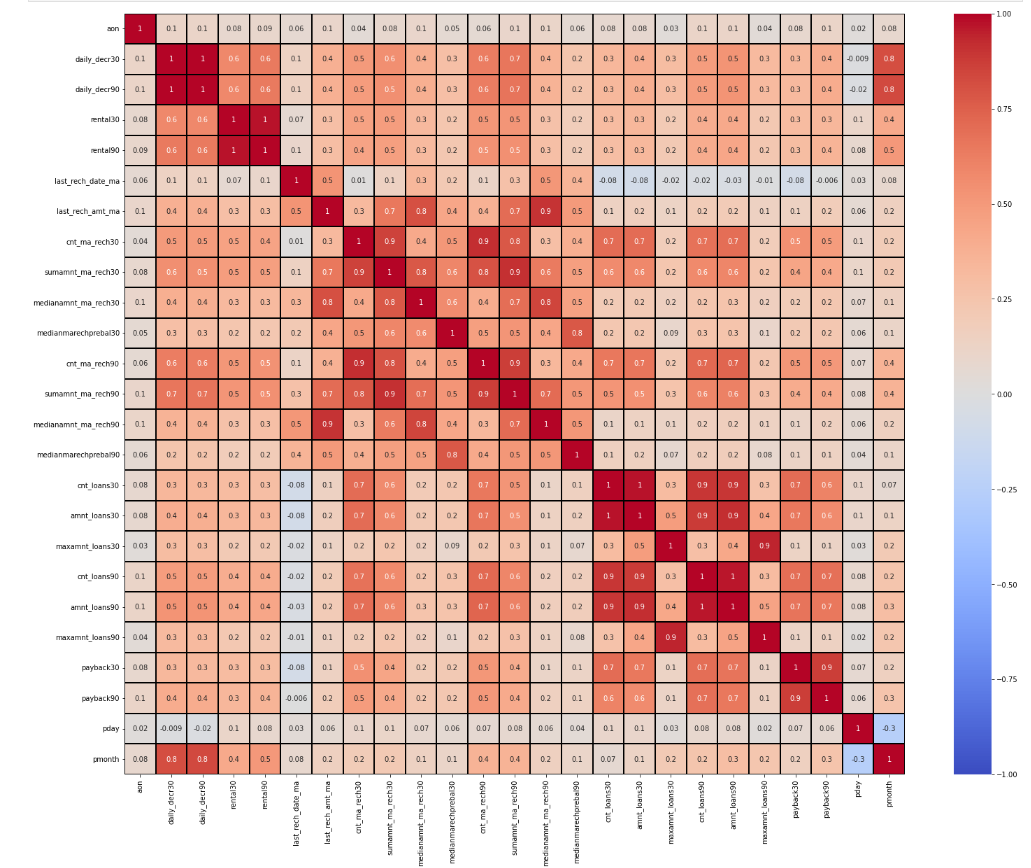 1.00
aon 1 0.1 0.1 0.08 0.09 0.06 0.1 0.04 0.08 0.1 0.05 0.06 0.1 0.1 0.06 0.08 0.08 0.03 0.1 0.1 0.04 0.08 0.1 0.02 0.08
daily_decr30 0.1 1 1 0.6 0.6 0.1 0.4 0.5 0.6 0.4 0.3 0.6 0.7 0.4 0.2 0.3 0.4 0.3 0.5 0.5 0.3 0.3 0.4 -0.009 0.8
daily_decr90 0.1 1 1 0.6 0.6 0.1 0.4 0.5 0.5 0.4 0.3 0.6 0.7 0.4 0.2 0.3 0.4 0.3 0.5 0.5 0.3 0.3 0.4 -0.02 0.8
0.75
rental30 0.08 0.6 0.6 1 1 0.07 0.3 0.5 0.5 0.3 0.2 0.5 0.5 0.3 0.2 0.3 0.3 0.2 0.4 0.4 0.2 0.3 0.3 0.1 0.4
rental90 0.09 0.6 0.6 1 1 0.1 0.3 0.4 0.5 0.3 0.2 0.5 0.5 0.3 0.2 0.3 0.3 0.2 0.4 0.4 0.2 0.3 0.4 0.08 0.5
last_rech_date_ma 0.06 0.1 0.1 0.07 0.1 1 0.5 0.01 0.1 0.3 0.2 0.1 0.3 0.5 0.4 -0.08 -0.08 -0.02 -0.02 -0.03 -0.01 -0.08 -0.006 0.03 0.08
0.50
last_rech_amt_ma 0.1 0.4 0.4 0.3 0.3 0.5 1 0.3 0.7 0.8 0.4 0.4 0.7 0.9 0.5 0.1 0.2 0.1 0.2 0.2 0.1 0.1 0.2 0.06 0.2
cnt_ma_rech30 0.04 0.5 0.5 0.5 0.4 0.01 0.3 1 0.9 0.4 0.5 0.9 0.8 0.3 0.4 0.7 0.7 0.2 0.7 0.7 0.2 0.5 0.5 0.1 0.2
sumamnt_ma_rech30 0.08 0.6 0.5 0.5 0.5 0.1 0.7 0.9 1 0.8 0.6 0.8 0.9 0.6 0.5 0.6 0.6 0.2 0.6 0.6 0.2 0.4 0.4 0.1 0.2
0.25
medianamnt_ma_rech30 0.1 0.4 0.4 0.3 0.3 0.3 0.8 0.4 0.8 1 0.6 0.4 0.7 0.8 0.5 0.2 0.2 0.2 0.2 0.3 0.2 0.2 0.2 0.07 0.1
medianmarechprebal30 0.05 0.3 0.3 0.2 0.2 0.2 0.4 0.5 0.6 0.6 1 0.5 0.5 0.4 0.8 0.2 0.2 0.09 0.3 0.3 0.1 0.2 0.2 0.06 0.1
cnt_ma_rech90 0.06 0.6 0.6 0.5 0.5 0.1 0.4 0.9 0.8 0.4 0.5 1 0.9 0.3 0.4 0.7 0.7 0.2 0.7 0.7 0.2 0.5 0.5 0.07 0.4
sumamnt_ma_rech90 0.1 0.7 0.7 0.5 0.5 0.3 0.7 0.8 0.9 0.7 0.5 0.9 1 0.7 0.5 0.5 0.5 0.3 0.6 0.6 0.3 0.4 0.4 0.08 0.4
0.00
medianamnt_ma_rech90 0.1 0.4 0.4 0.3 0.3 0.5 0.9 0.3 0.6 0.8 0.4 0.3 0.7 1 0.5 0.1 0.1 0.1 0.2 0.2 0.1 0.1 0.2 0.06 0.2
medianmarechprebal90 0.06 0.2 0.2 0.2 0.2 0.4 0.5 0.4 0.5 0.5 0.8 0.4 0.5 0.5 1 0.1 0.2 0.07 0.2 0.2 0.08 0.1 0.2 0.04 0.1
cnt_loans30 0.08 0.3 0.3 0.3 0.3 -0.08 0.1 0.7 0.6 0.2 0.2 0.7 0.5 0.1 0.1 1 1 0.3 0.9 0.9 0.3 0.7 0.6 0.1 0.07
-0.25
amnt_loans30 0.08 0.4 0.4 0.3 0.3 -0.08 0.2 0.7 0.6 0.2 0.2 0.7 0.5 0.1 0.2 1 1 0.5 0.9 0.9 0.4 0.7 0.6 0.1 0.1
maxamnt_loans30 0.03 0.3 0.3 0.2 0.2 -0.02 0.1 0.2 0.2 0.2 0.09 0.2 0.3 0.1 0.07 0.3 0.5 1 0.3 0.4 0.9 0.1 0.1 0.03 0.2
cnt_loans90 0.1 0.5 0.5 0.4 0.4 -0.02 0.2 0.7 0.6 0.2 0.3 0.7 0.6 0.2 0.2 0.9 0.9 0.3 1 1 0.3 0.7 0.7 0.08 0.2
-0.50
amnt_loans90 0.1 0.5 0.5 0.4 0.4 -0.03 0.2 0.7 0.6 0.3 0.3 0.7 0.6 0.2 0.2 0.9 0.9 0.4 1 1 0.5 0.7 0.7 0.08 0.3
maxamnt_loans90 0.04 0.3 0.3 0.2 0.2 -0.01 0.1 0.2 0.2 0.2 0.1 0.2 0.3 0.1 0.08 0.3 0.4 0.9 0.3 0.5 1 0.1 0.1 0.02 0.2
payback30 0.08 0.3 0.3 0.3 0.3 -0.08 0.1 0.5 0.4 0.2 0.2 0.5 0.4 0.1 0.1 0.7 0.7 0.1 0.7 0.7 0.1 1 0.9 0.07 0.2
-0.75
payback90 0.1 0.4 0.4 0.3 0.4 -0.006 0.2 0.5 0.4 0.2 0.2 0.5 0.4 0.2 0.2 0.6 0.6 0.1 0.7 0.7 0.1 0.9 1 0.06 0.3
pday 0.02 -0.009 -0.02 0.1 0.08 0.03 0.06 0.1 0.1 0.07 0.06 0.07 0.08 0.06 0.04 0.1 0.1 0.03 0.08 0.08 0.02 0.07 0.06 1 -0.3
pmonth 0.08 0.8 0.8 0.4 0.5 0.08 0.2 0.2 0.2 0.1 0.1 0.4 0.4 0.2 0.1 0.07 0.1 0.2 0.2 0.3 0.2 0.2 0.3 -0.3 1
-1.00
aon
daily_decr30
daily_decr90
rental30
rental90
last_rech_date_ma
last_rech_amt_ma
cnt_ma_rech30
sumamnt_ma_rech30
medianamnt_ma_rech30
medianmarechprebal30
cnt_ma_rech90
sumamnt_ma_rech90
medianamnt_ma_rech90
medianmarechprebal90
cnt_loans30
amnt_loans30
maxamnt_loans30
cnt_loans90
amnt_loans90
maxamnt_loans90
payback30
payback90
pday
pmonth